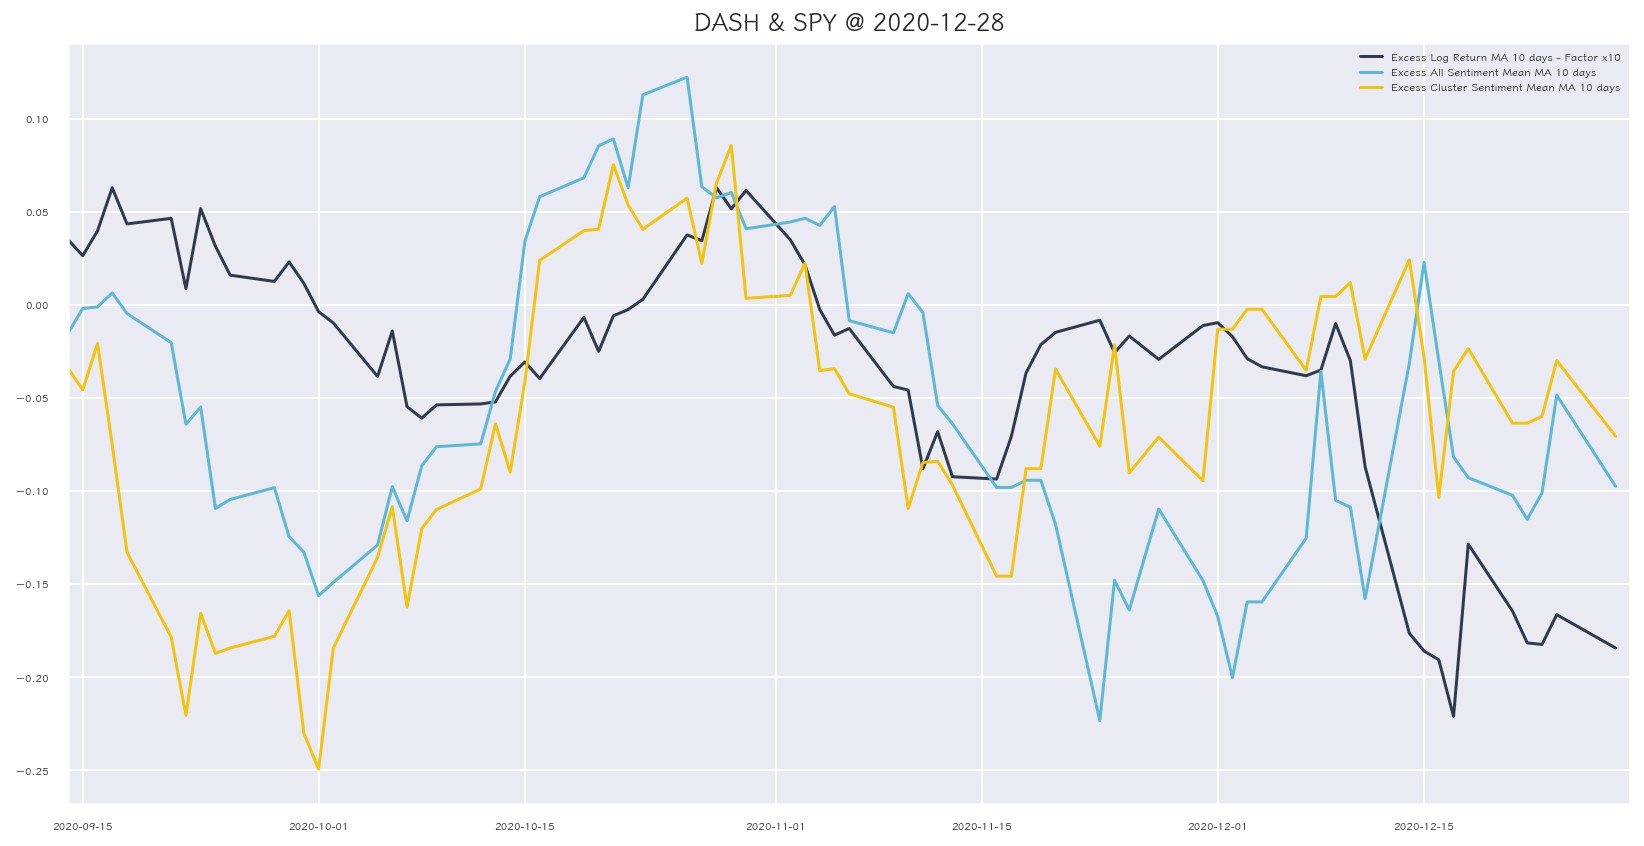 DASH & SPY @ 2020-12-28
Excess Log Return MA 10 days - Factor x10
Excess All Sentiment Mean MA 10 days
Excess Cluster Sentiment Mean MA 10 days
0.10
0.05
0.00
−0.05
−0.10
−0.15
−0.20
−0.25
2020-09-15 2020-10-01 2020-10-15 2020-11-01 2020-11-15 2020-12-01 2020-12-15